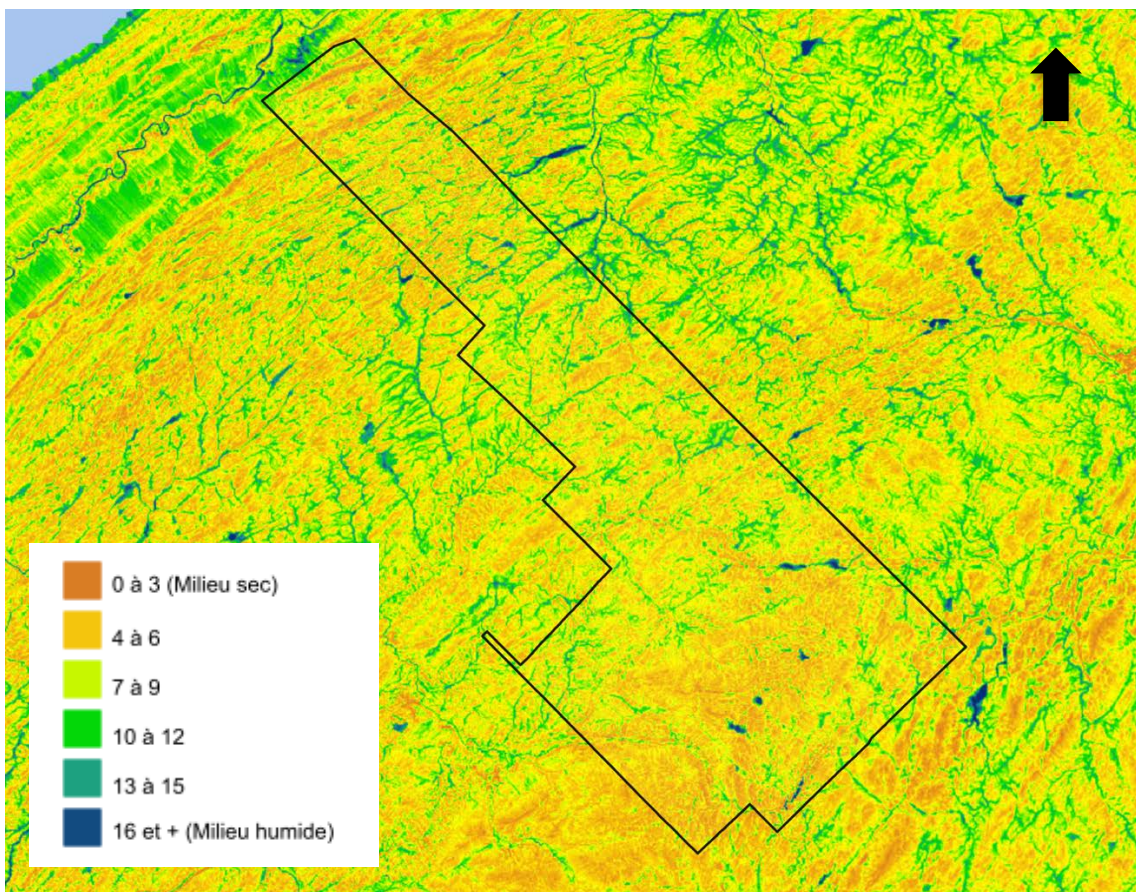 0 à 3 (Milieu sec)
4 à 6
7 à 9
10 à 12
13 à 15
16 et + (Milieu humide)